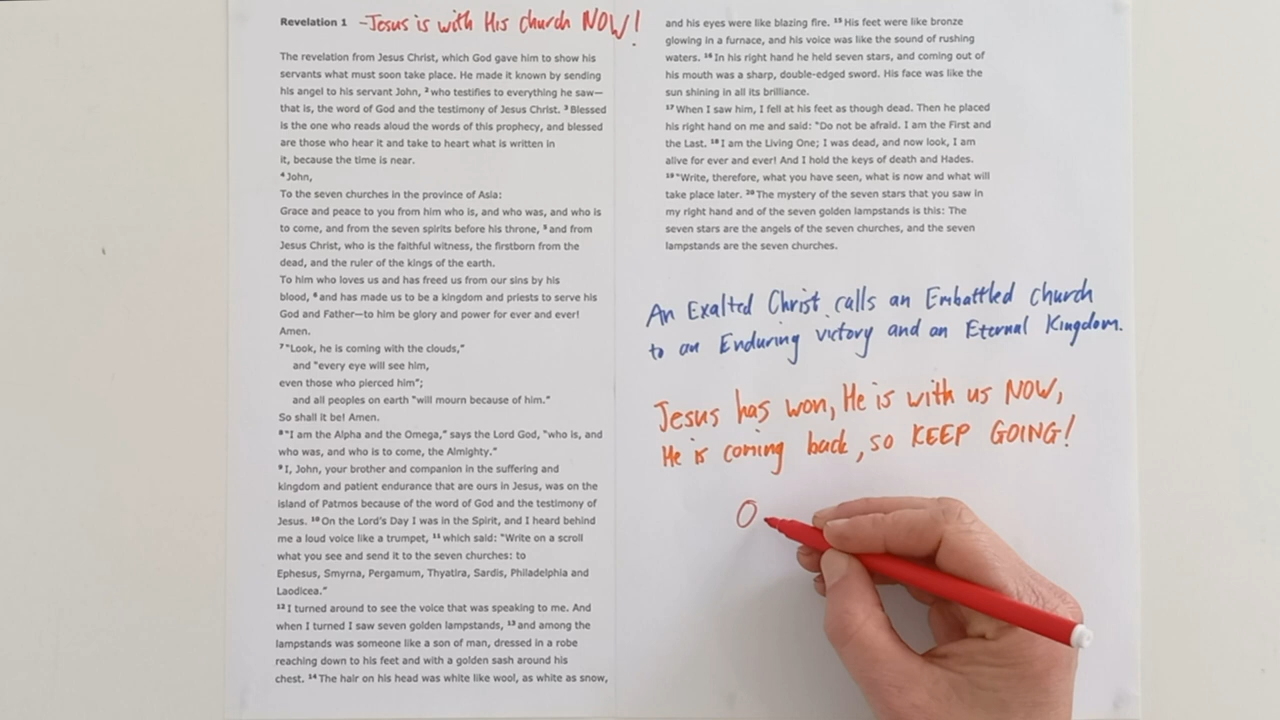 Revelation 1 -Jesus is with His church NOW!
The revelation from Jesus Christ, which God gave him to show his
servants what must soon take place. He made it known by sending
his angel to his servant John, ² who testifies to everything he saw—
that is, the word of God and the testimony of Jesus Christ. ³ Blessed
is the one who reads aloud the words of this prophecy, and blessed
are those who hear it and take to heart what is written in
it, because the time is near.
⁴ John,
To the seven churches in the province of Asia:
Grace and peace to you from him who is, and who was, and who is
to come, and from the seven spirits before his throne, ⁵ and from
Jesus Christ, who is the faithful witness, the firstborn from the
dead, and the ruler of the kings of the earth.
To him who loves us and has freed us from our sins by his
blood, ⁶ and has made us to be a kingdom and priests to serve his
God and Father—to him be glory and power for ever and ever!
Amen.
⁷ "Look, he is coming with the clouds,"
and "every eye will see him,
even those who pierced him";
and all peoples on earth "will mourn because of him."
So shall it be! Amen.
⁸ "I am the Alpha and the Omega," says the Lord God, "who is, and
who was, and who is to come, the Almighty."
⁹ I, John, your brother and companion in the suffering and
kingdom and patient endurance that are ours in Jesus, was on the
island of Patmos because of the word of God and the testimony of
Jesus. ¹⁰ On the Lord's Day I was in the Spirit, and I heard behind
me a loud voice like a trumpet, ¹¹ which said: "Write on a scroll
what you see and send it to the seven churches: to
Ephesus, Smyrna, Pergamum, Thyatira, Sardis, Philadelphia and
Laodicea."
¹² I turned around to see the voice that was speaking to me. And
when I turned I saw seven golden lampstands, ¹³ and among the
lampstands was someone like a son of man, dressed in a robe
reaching down to his feet and with a golden sash around his
chest. ¹⁴ The hair on his head was white like wool, as white as snow,
and his eyes were like blazing fire. ¹⁵ His feet were like bronze
glowing in a furnace, and his voice was like the sound of rushing
waters. ¹⁶ In his right hand he held seven stars, and coming out of
his mouth was a sharp, double-edged sword. His face was like the
sun shining in all its brilliance.
¹⁷ When I saw him, I fell at his feet as though dead. Then he placed
his right hand on me and said: "Do not be afraid. I am the First and
the Last. ¹⁸ I am the Living One; I was dead, and now look, I am
alive for ever and ever! And I hold the keys of death and Hades.
¹⁹ "Write, therefore, what you have seen, what is now and what will
take place later. ²⁰ The mystery of the seven stars that you saw in
my right hand and of the seven golden lampstands is this: The
seven stars are the angels of the seven churches, and the seven
lampstands are the seven churches.
An Exalted Christ calls an Embattled Church
to an Enduring victory and an Eternal Kingdom.
Jesus has won, He is with us NOW,
He is coming back, so KEEP GOING!
O